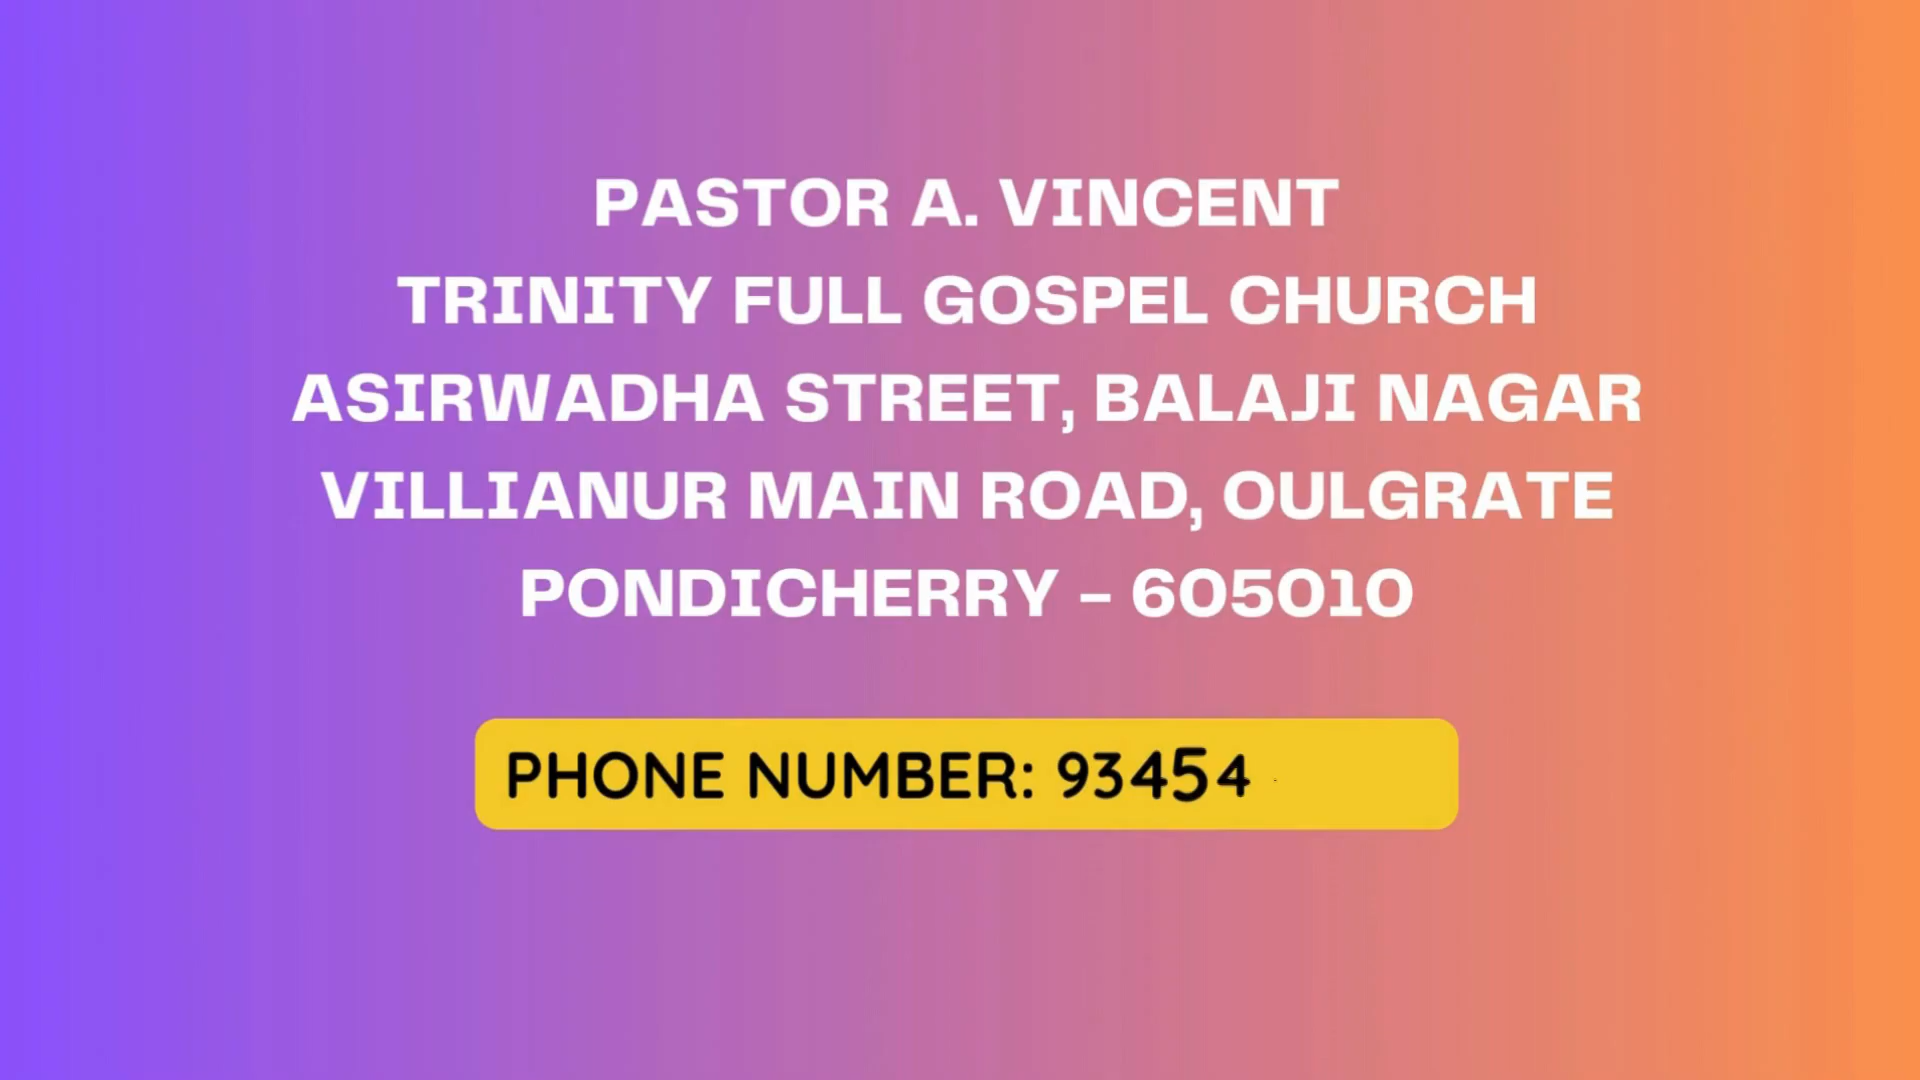 PASTOR A. VINCENT
TRINITY FULL GOSPEL CHURCH
ASIRWADHA STREET, BALAJI NAGAR
VILLIANUR MAIN ROAD, OULGRATE
PONDICHERRY – 605010
PHONE NUMBER: 93454